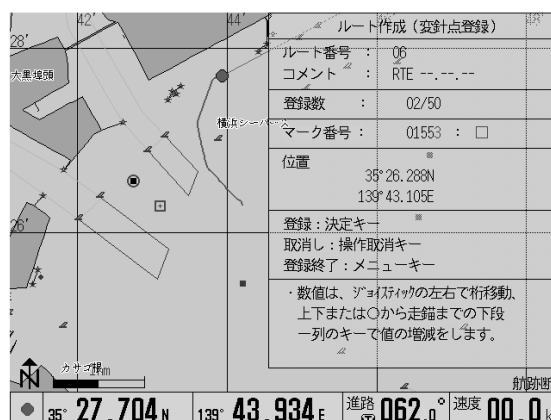 42'
44'
28'
大黒埠頭
横浜シーバース
26'
カサゴ根
ルート作成（変針点登録）
ルート番号 ： 06
コメント ： RTE --.--.--
登録数 ： 02/50
マーク番号： 01553 ： □
位置
35°26.288N
139°43.105E
登録：決定キー
取消し：操作取消キー
登録終了：メニューキー
・数値は、ｼﾞｮｲｽﾃｨｯｸの左右で桁移動、
上下または○から走錨までの下段
一列のキーで値の増減をします。
航跡断
35° 27.704 N 139° 43.934 E 進路 062.0° 速度 00.0